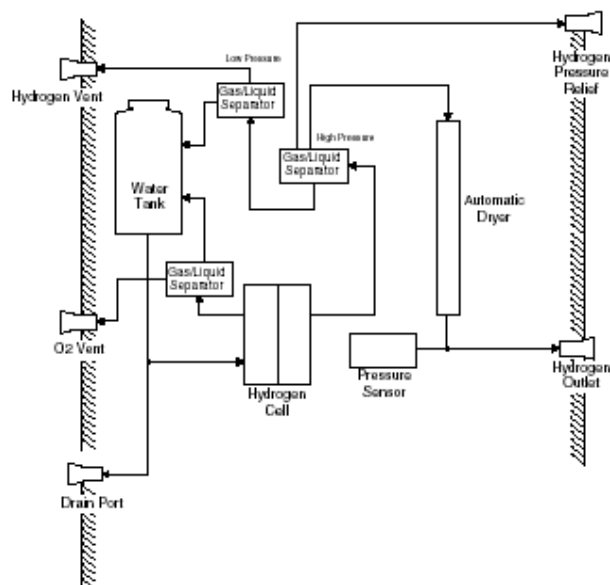 Low Pressure
Hydrogen Vent
Gas/Liquid
Separator
Hydrogen
Pressure
Relief
High Pressure
Gas/Liquid
Separator
Water
Tank
Automatic
Dryer
Gas/Liquid
Separator
O2 Vent
Hydrogen
Cell
Pressure
Sensor
Hydrogen
Outlet
Drain Port